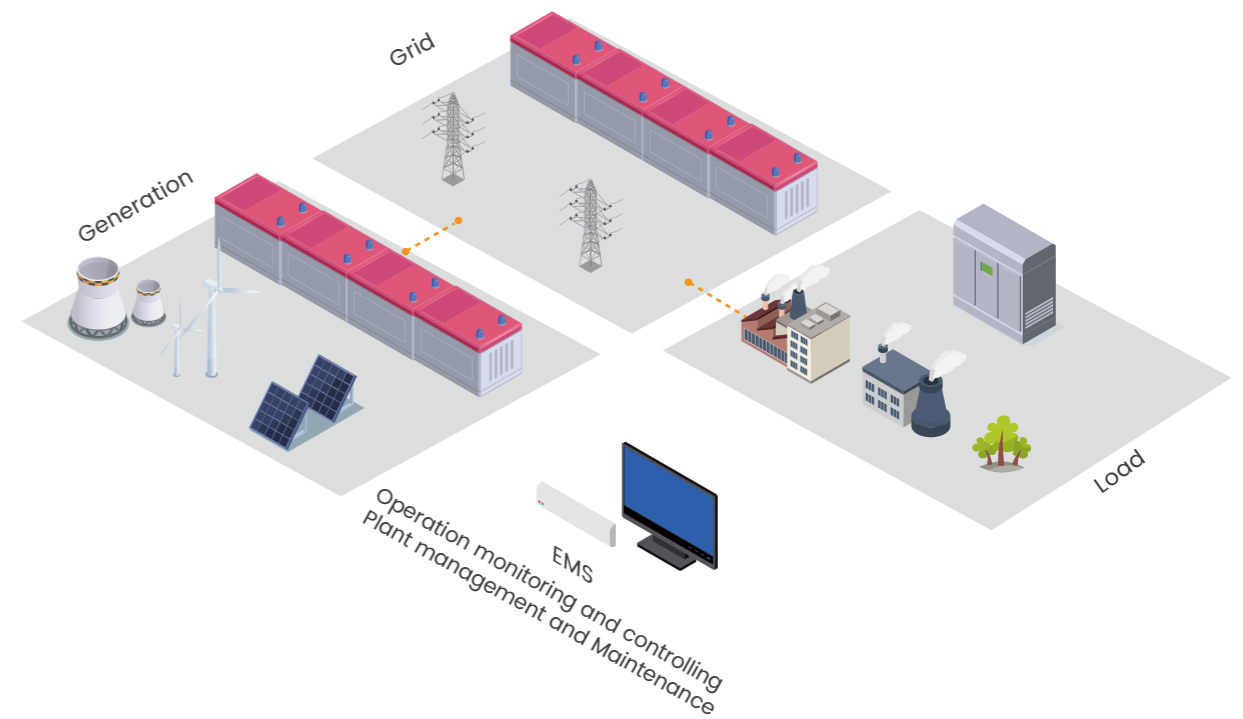 Grid
Generation
Load
EMS
Operation monitoring and controlling
Plant management and Maintenance